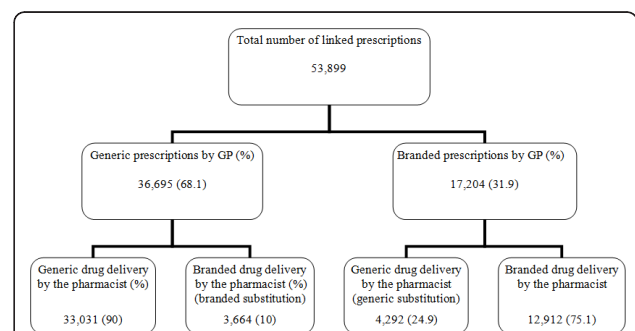 Total number of linked prescriptions
53,899
Generic prescriptions by GP (%)
36,695 (68.1)
Branded prescriptions by GP (%)
17,204 (31.9)
Generic drug delivery
by the pharmacist (%)
33,031 (90)
Branded drug delivery
by the pharmacist (%)
(branded substitution)
3,664 (10)
Generic drug delivery
by the pharmacist
(generic substitution)
4,292 (24.9)
Branded drug delivery
by the pharmacist
12,912 (75.1)